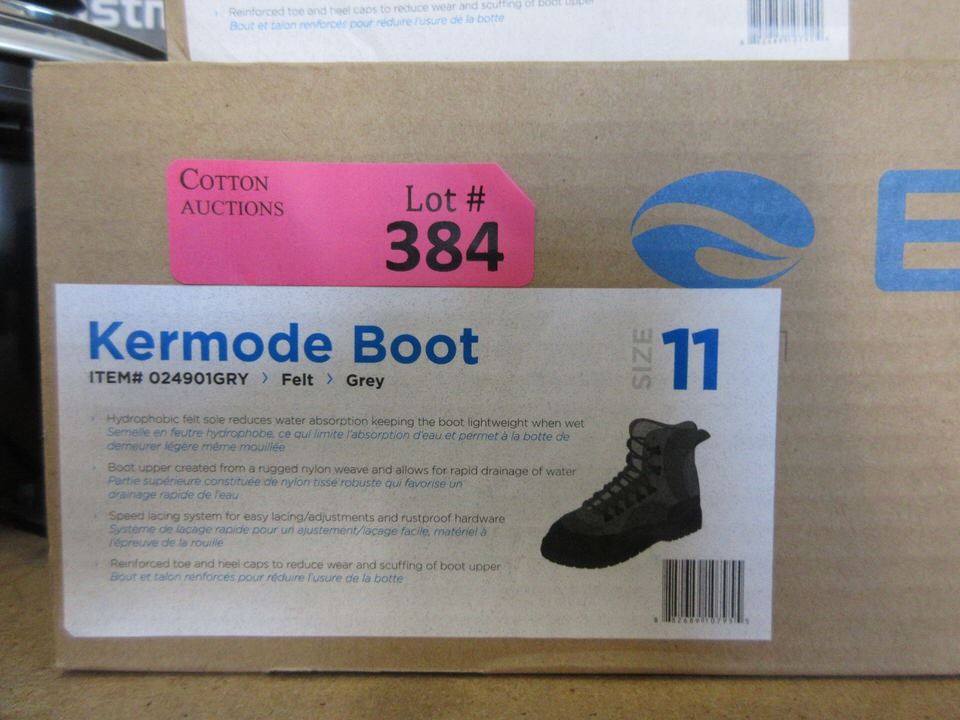 Reinforced toe and heel caps to reduce wear and scuffing of boot upper
Bout et talon renforcés pour réduire l'usure de la botte
COTTON
AUCTIONS
Lot #
384
E
Kermode Boot
ITEM# 024901GRY > Felt > Grey
SIZE 11
› Hydrophobic felt sole reduces water absorption keeping the boot lightweight when wet
Semelle en feutre hydrophobe, ce qui limite l'absorption d'eau et permet à la botte de
demeurer légère même mouillée
› Boot upper created from a rugged nylon weave and allows for rapid drainage of water
Partie supérieure constituée de nylon tissé robuste qui favorise un
drainage rapide de l'eau
› Speed lacing system for easy lacing/adjustments and rustproof hardware
Système de laçage rapide pour un ajustement/laçage facile, matériel à
l'épreuve de la rouille
› Reinforced toe and heel caps to reduce wear and scuffing of boot upper
Bout et talon renforcés pour réduire l'usure de la botte